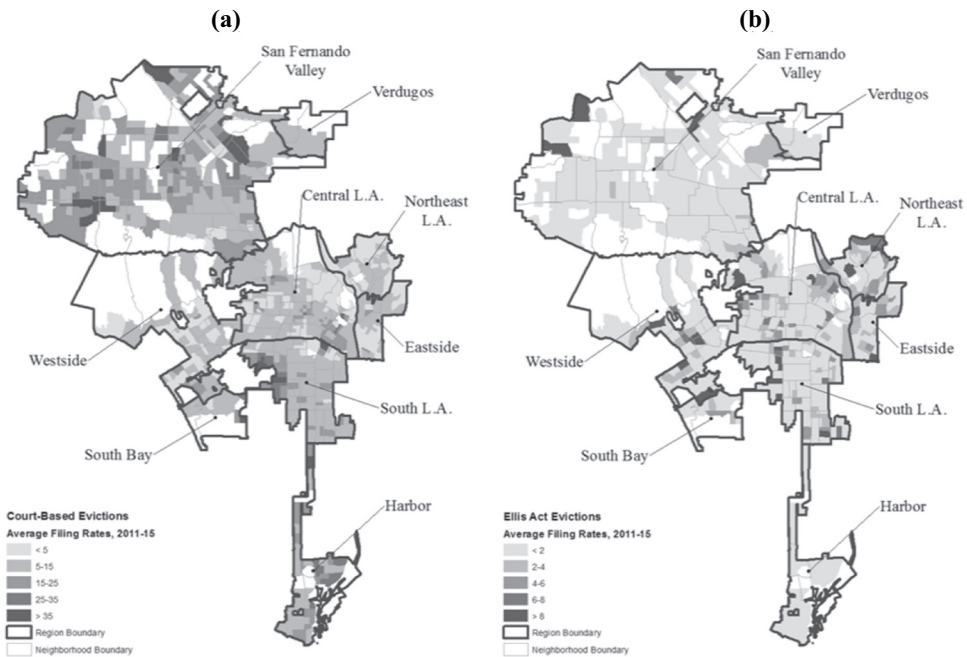 (a)
San Fernando
Valley
Verdugos
Central L.A.
Northeast
L.A.
Westside
Eastside
South L.A.
South Bay
Harbor
Court-Based Evictions
Average Filing Rates, 2011-15
< 5
5-15
15-25
25-35
> 35
Region Boundary
Neighborhood Boundary
(b)
San Fernando
Valley
Verdugos
Central L.A.
Northeast
L.A.
Westside
Eastside
South L.A.
South Bay
Harbor
Ellis Act Evictions
Average Filing Rates, 2011-15
< 2
2-4
4-6
6-8
> 8
Region Boundary
Neighborhood Boundary